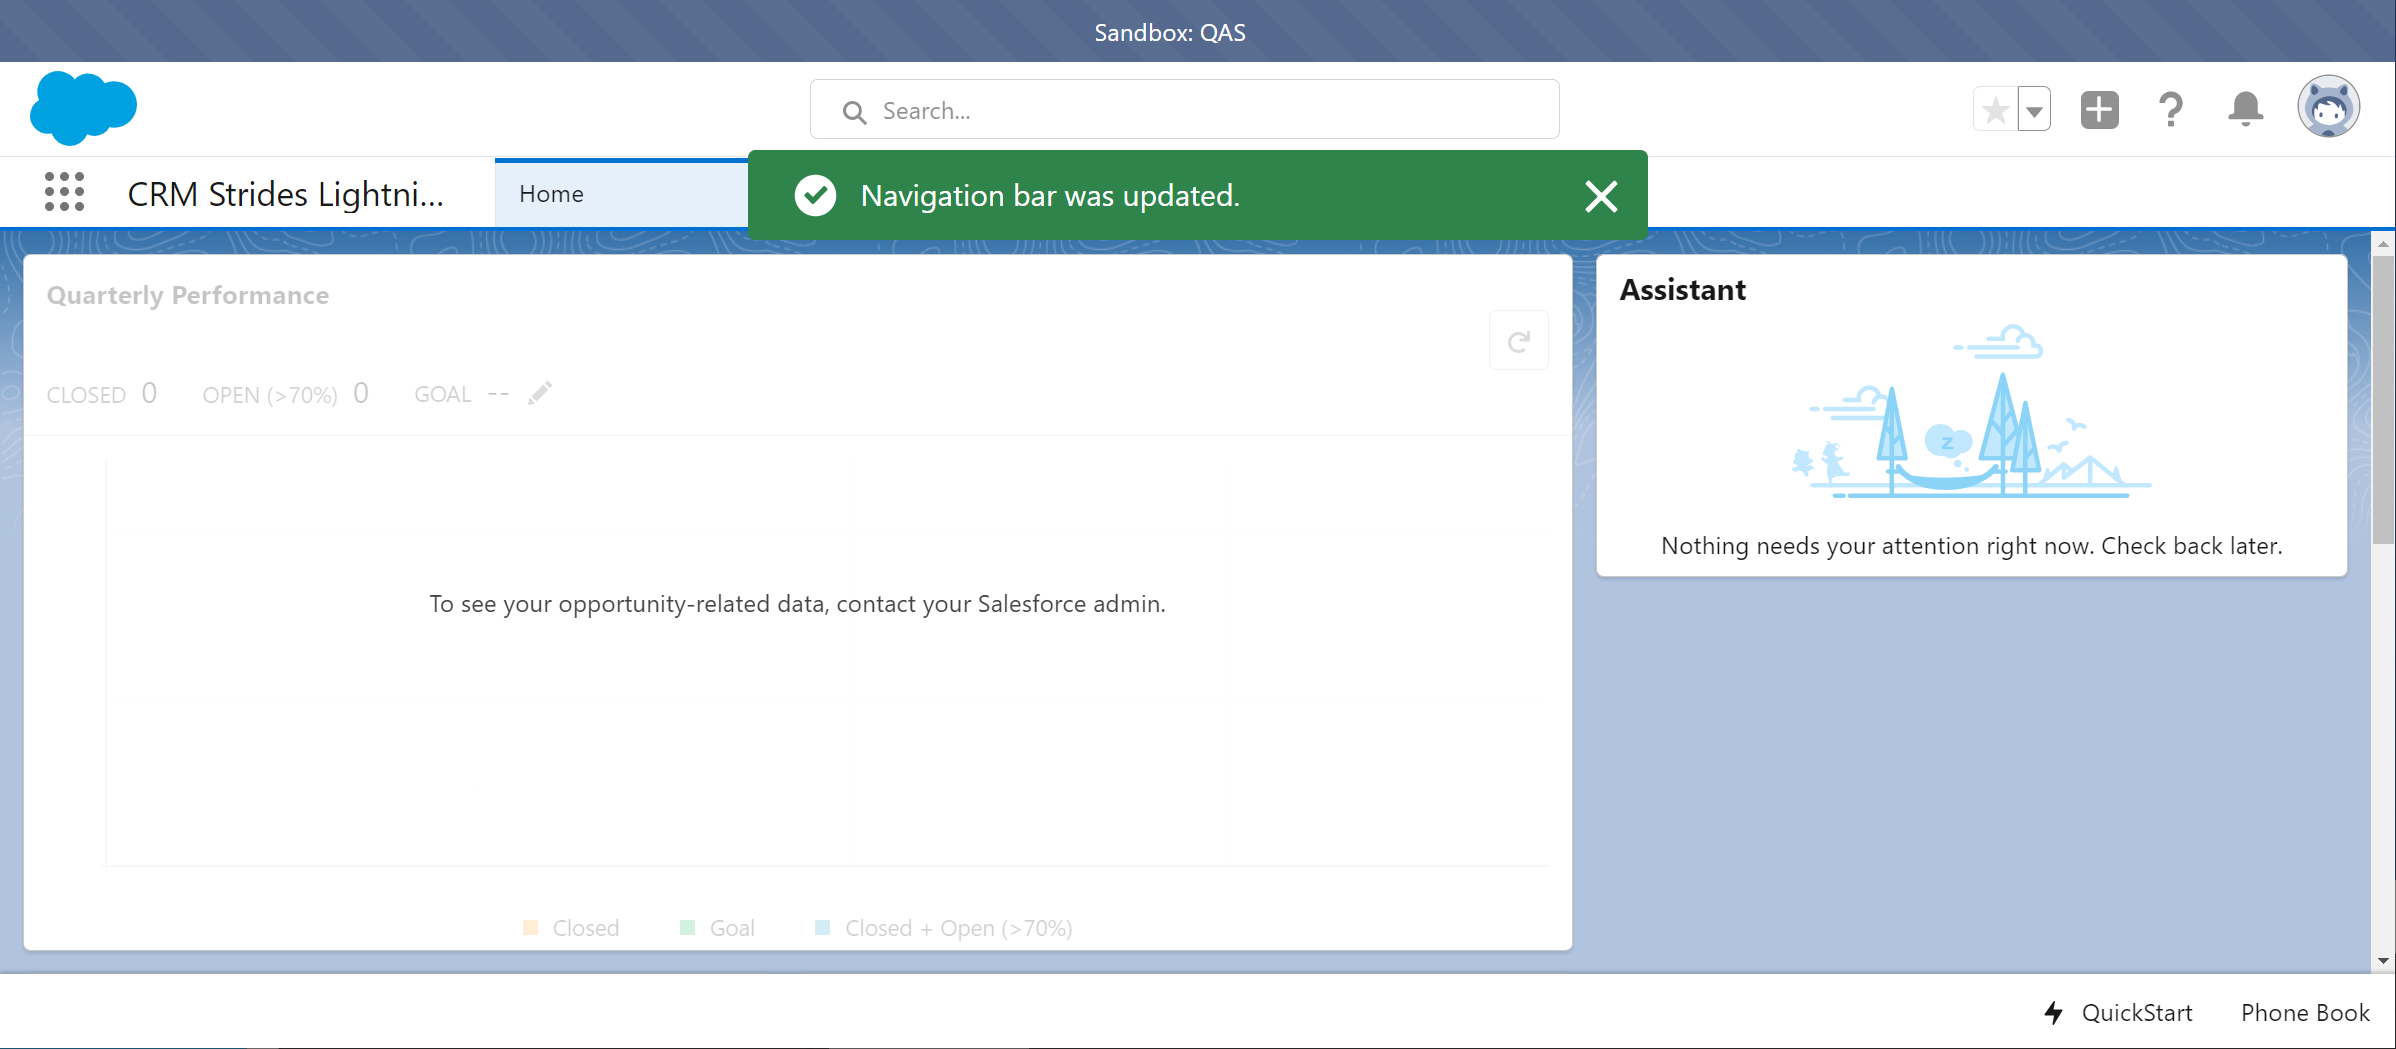 Sandbox: QAS
Search...
CRM Strides Lightni...
Home
Navigation bar was updated.
Quarterly Performance
CLOSED 0 OPEN (>70%) 0 GOAL --
To see your opportunity-related data, contact your Salesforce admin.
Closed Goal Closed + Open (>70%)
Assistant
z
Nothing needs your attention right now. Check back later.
QuickStart Phone Book